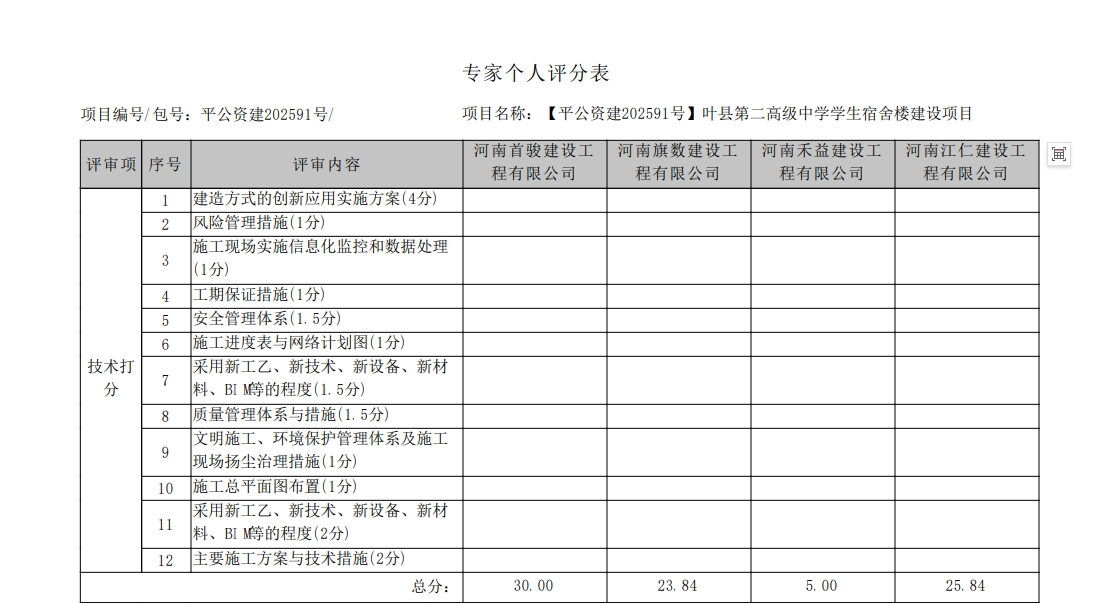 专家个人评分表
项目编号/包号：平公资建202591号/
项目名称：【平公资建202591号】叶县第二高级中学学生宿舍楼建设项目
评审项 序号 评审内容 河南首骏建设工程有限公司 河南旗数建设工程有限公司 河南禾益建设工程有限公司 河南江仁建设工程有限公司
技术打分
1 建造方式的创新应用实施方案(4分)
2 风险管理措施(1分)
3 施工现场实施信息化监控和数据处理
(1分)
4 工期保证措施(1分)
5 安全管理体系(1.5分)
6 施工进度表与网络计划图(1分)
7 采用新工乙、新技术、新设备、新材
料、BIM等的程度(1.5分)
8 质量管理体系与措施(1.5分)
9 文明施工、环境保护管理体系及施工
现场扬尘治理措施(1分)
10 施工总平面图布置(1分)
11 采用新工乙、新技术、新设备、新材
料、BIM等的程度(2分)
12 主要施工方案与技术措施(2分)
总分： 30.00 23.84 5.00 25.84